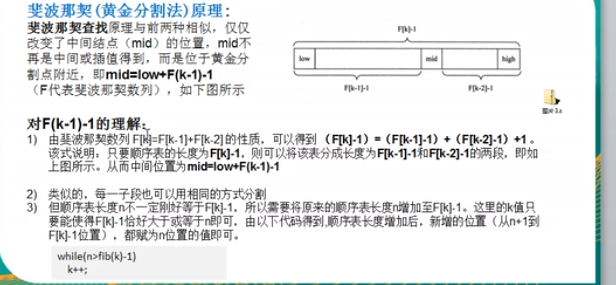 斐波那契(黄金分割法)原理:
斐波那契查找原理与前两种相似，仅仅
改变了中间结点（mid）的位置，mid不
再是中间或插值得到，而是位于黄金分
割点附近，即mid=low+F(k-1)-1
（F代表斐波那契数列），如下图所示
F[k]-1
low
mid
high
F[k-1]-1
F[k-2]-1
对F(k-1)-1的理解:
1) 由斐波那契数列 F[k]=F[k-1]+F[k-2] 的性质，可以得到 （F[k]-1）=（F[k-1]-1）+（F[k-2]-1）+1 。
该式说明：只要顺序表的长度为F[k]-1，则可以将该表分成长度为F[k-1]-1和F[k-2]-1的两段，即如
上图所示。从而中间位置为mid=low+F(k-1)-1
2) 类似的，每一子段也可以用相同的方式分割
3) 但顺序表长度n不一定刚好等于F[k]-1，所以需要将原来的顺序表长度n增加至F[k]-1。这里的k值只
要能使得F[k]-1恰好大于或等于n即可，由以下代码得到,顺序表长度增加后，新增的位置（从n+1到
F[k]-1位置），都赋为n位置的值即可。
while(n>fib(k)-1)
k++;